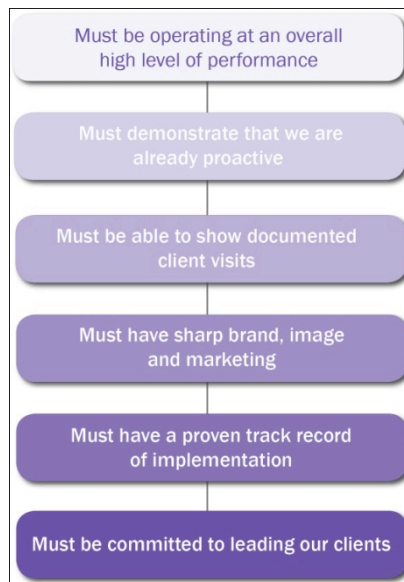 Must be operating at an overall
high level of performance
Must demonstrate that we are
already proactive
Must be able to show documented
client visits
Must have sharp brand, image
and marketing
Must have a proven track record
of implementation
Must be committed to leading our clients